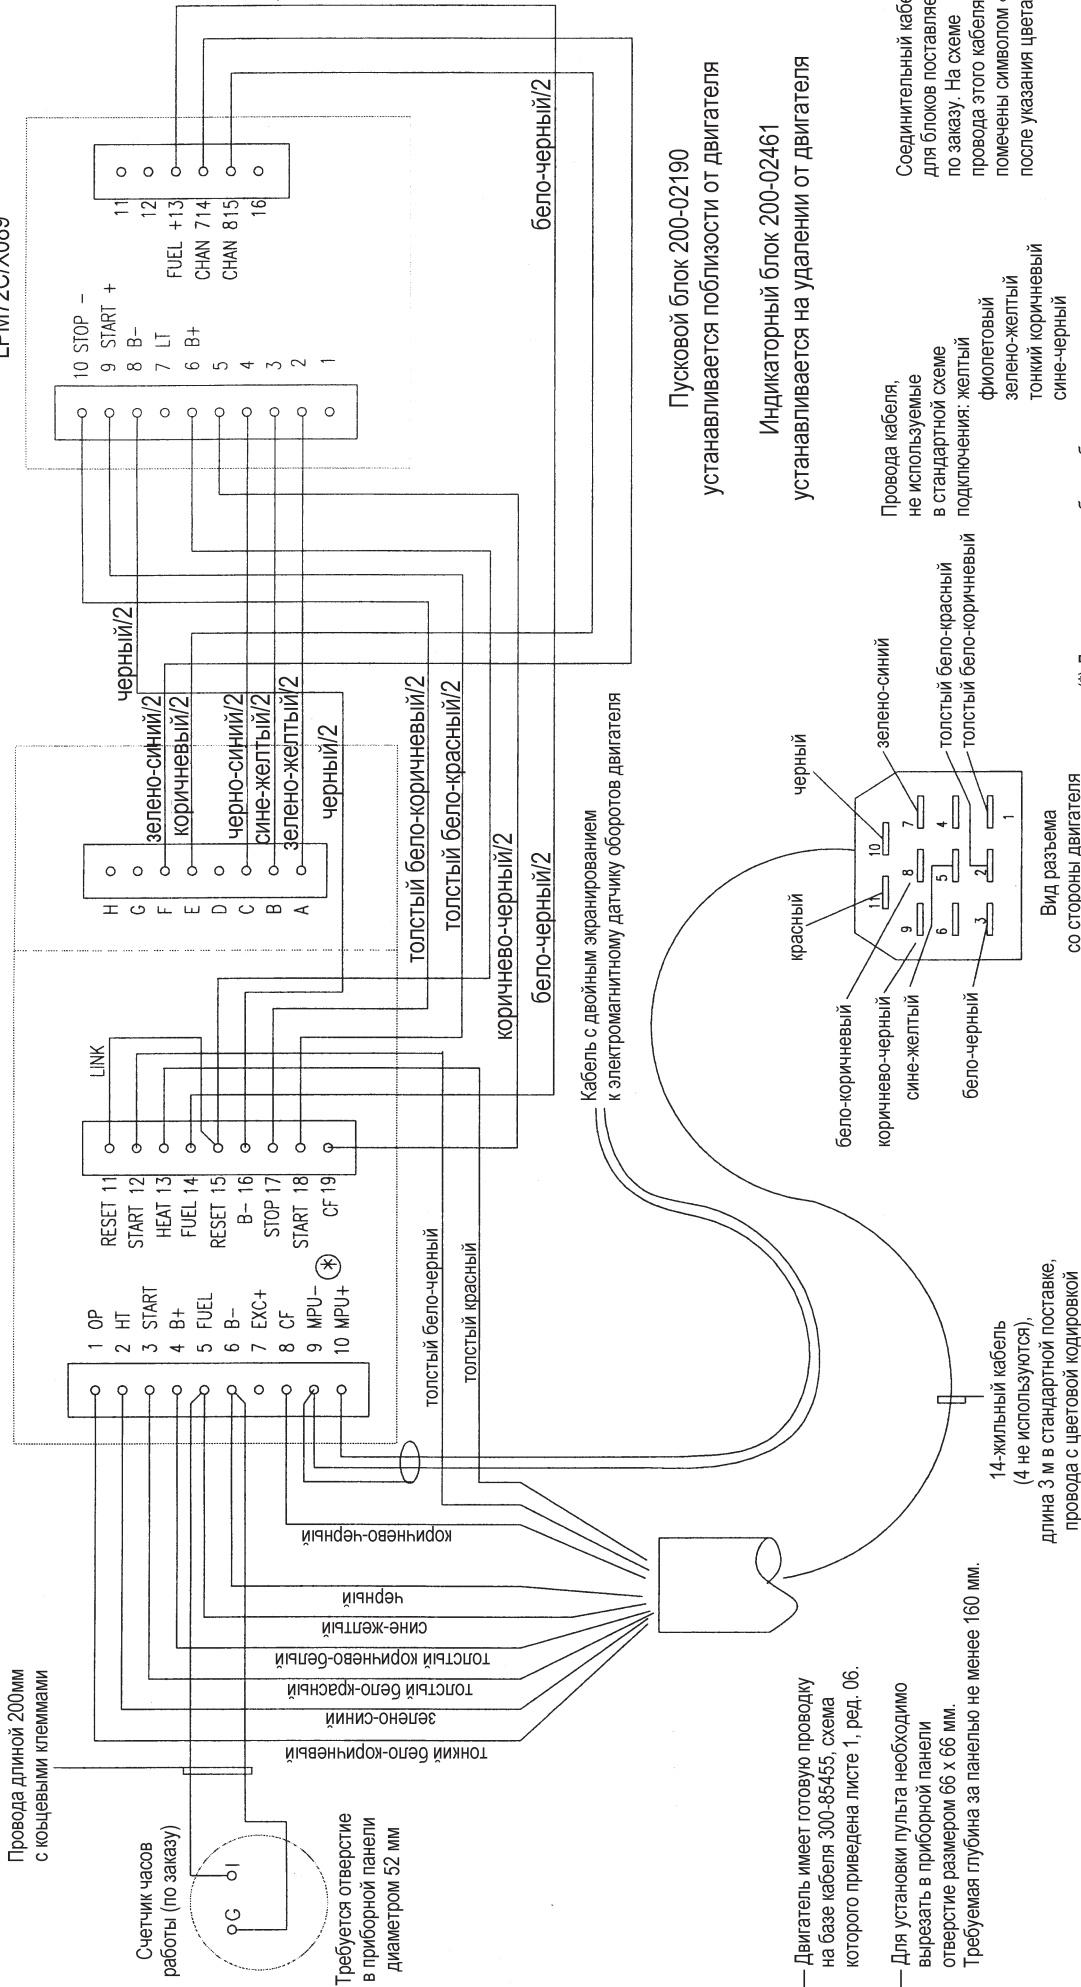 Провода длиной 200мм
с коьцевыми клеммами
Счетчик часов
работы (по заказу)
G
I
Требуется отверстие
в приборной панели
диаметром 52 мм
1 OP
2 HT
3 START
4 B+
5 FUEL
6 B-
7 EXC+
8 CF
9 MPU-
10 MPU+
*
RESET 11
START 12
HEAT 13
FUEL 14
RESET 15
B- 16
STOP 17
START 18
CF 19
LINK
H
G
F
E
D
C
B
A
черный/2
зелено-синий/2
коричневый/2
черно-синий/2
сине-желтый/2
зелено-желтый/2
черный/2
толстый бело-коричневый/2
толстый бело-красный/2
коричнево-черный/2
бело-черный/2
10 STOP -
9 START +
8 B-
7 LT
6 B+
5
4
3
2
1
11
12
FUEL +13
CHAN 714
CHAN 815
16
бело-черный/2
толстый бело-черный
толстый красный
коричнево-черный
черный
сине-желтый
толстый коричнево-белый
толстый бело-красный
зелено-синий
тонкий бело-коричневый
Кабель с двойным экранированием
к электромагнитному датчику оборотов двигателя
Пусковой блок 200-02190
устанавливается поблизости от двигателя
Индикаторный блок 200-02461
устанавливается на удалении от двигателя
— Двигатель имеет готовую проводку
на базе кабеля 300-85455, схема
которого приведена листе 1, ред. 06.
— Для установки пульта необходимо
вырезать в приборной панели
отверстие размером 66 x 66 мм.
Требуемая глубина за панелью не менее 160 мм.
14-жильный кабель
(4 не используются),
длина 3 м в стандартной поставке,
провода с цветовой кодировкой
красный
черный
зелено-синий
толстый бело-красный
толстый бело-коричневый
бело-коричневый
коричнево-черный
сине-желтый
бело-черный
11
10
9
8
7
6
5
4
3
2
1
Вид разъема
со стороны двигателя
Провода кабеля,
не используемые
в стандартной схеме
подключения: желтый
фиолетовый
зелено-желтый
тонкий коричневый
сине-черный
для блоков
по заказу. На схеме
провода этого кабеля
помечены символом
после указания цвета